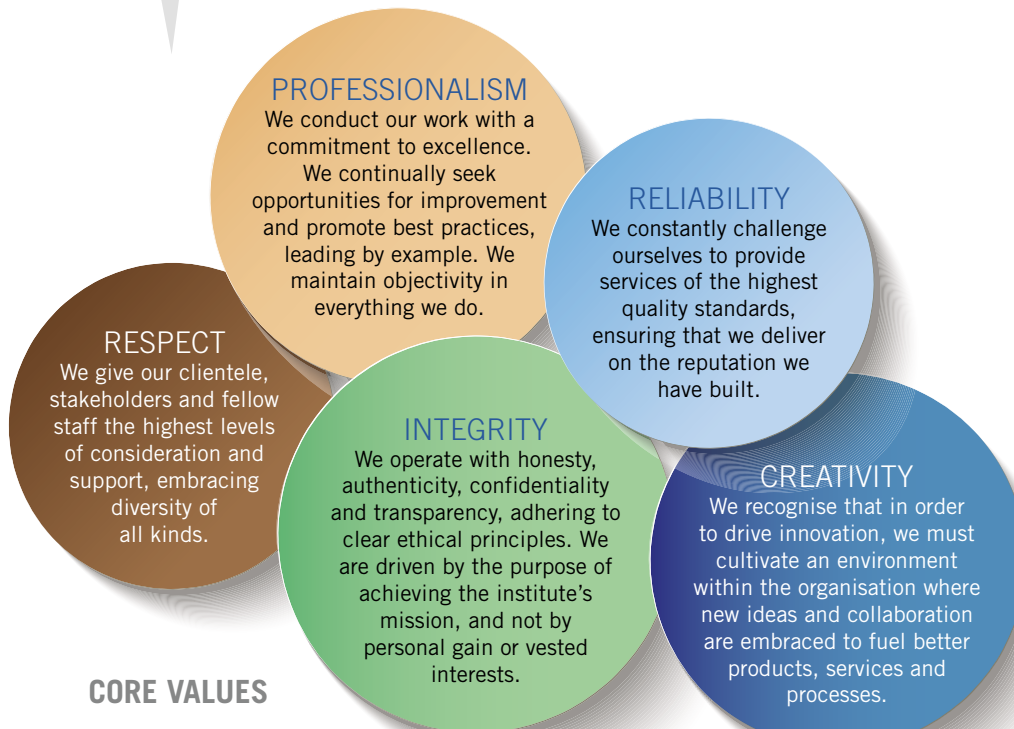 PROFESSIONALISM
We conduct our work with a
commitment to excellence.
We continually seek
opportunities for improvement
and promote best practices,
leading by example. We
maintain objectivity in
everything we do.
RELIABILITY
We constantly challenge
ourselves to provide
services of the highest
quality standards,
ensuring that we deliver
on the reputation we
have built.
RESPECT
We give our clientele,
stakeholders and fellow
staff the highest levels
of consideration and
support, embracing
diversity of
all kinds.
INTEGRITY
We operate with honesty,
authenticity, confidentiality
and transparency, adhering to
clear ethical principles. We
are driven by the purpose of
achieving the institute’s
mission, and not by
personal gain or vested
interests.
CREATIVITY
We recognise that in order
to drive innovation, we must
cultivate an environment
within the organisation where
new ideas and collaboration
are embraced to fuel better
products, services and
processes.
CORE VALUES